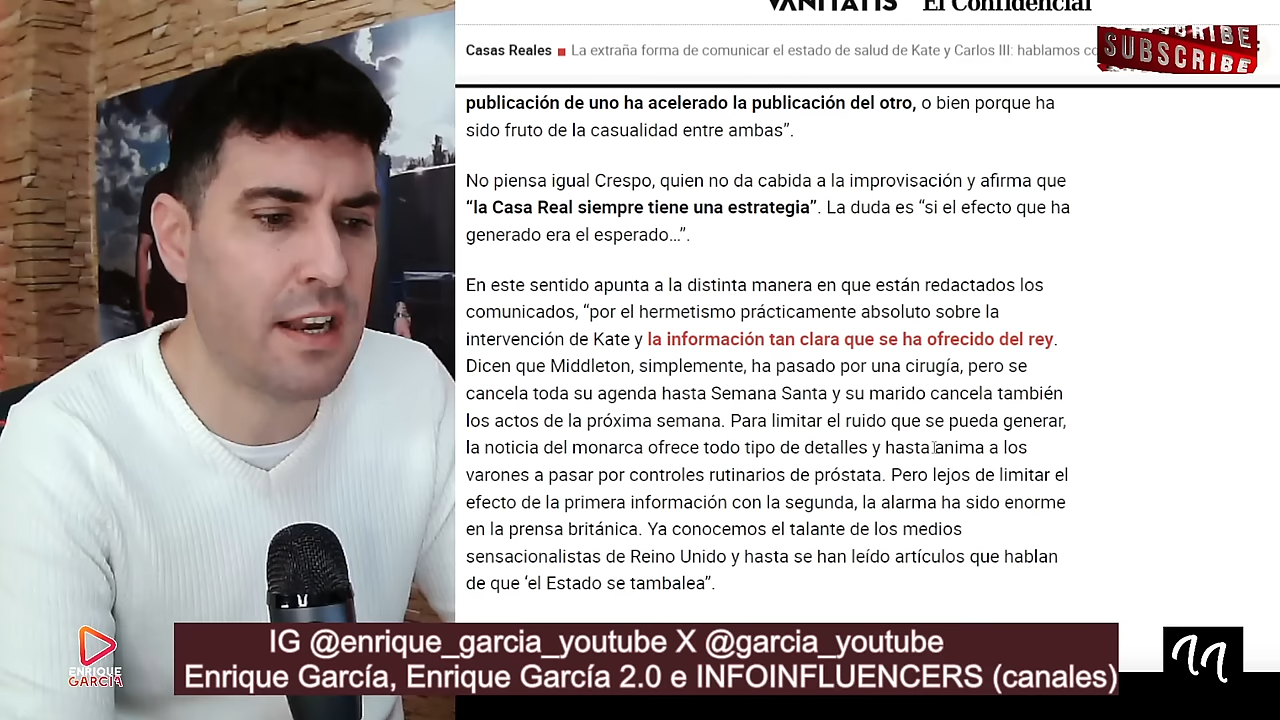 VANITATIS El Confidencial
Casas Reales ■ La extraña forma de comunicar el estado de salud de Kate y Carlos III: hablamos
SUBSCRIBE
SUBSCRIBE
publicación de uno ha acelerado la publicación del otro, o bien porque ha
sido fruto de la casualidad entre ambas”.
No piensa igual Crespo, quien no da cabida a la improvisación y afirma que
“la Casa Real siempre tiene una estrategia”. La duda es “si el efecto que ha
generado era el esperado…”.
En este sentido apunta a la distinta manera en que están redactados los
comunicados, “por el hermetismo prácticamente absoluto sobre la
intervención de Kate y la información tan clara que se ha ofrecido del rey.
Dicen que Middleton, simplemente, ha pasado por una cirugía, pero se
cancela toda su agenda hasta Semana Santa y su marido cancela también
los actos de la próxima semana. Para limitar el ruido que se pueda generar,
la noticia del monarca ofrece todo tipo de detalles y hasta anima a los
varones a pasar por controles rutinarios de próstata. Pero lejos de limitar el
efecto de la primera información con la segunda, la alarma ha sido enorme
en la prensa británica. Ya conocemos el talante de los medios
sensacionalistas de Reino Unido y hasta se han leído artículos que hablan
de que ‘el Estado se tambalea”.
IG @enrique_garcia_youtube X @garcia_youtube
Enrique García, Enrique García 2.0 e INFOINFLUENCERS (canales)
ENRIQUE
GARCÍA